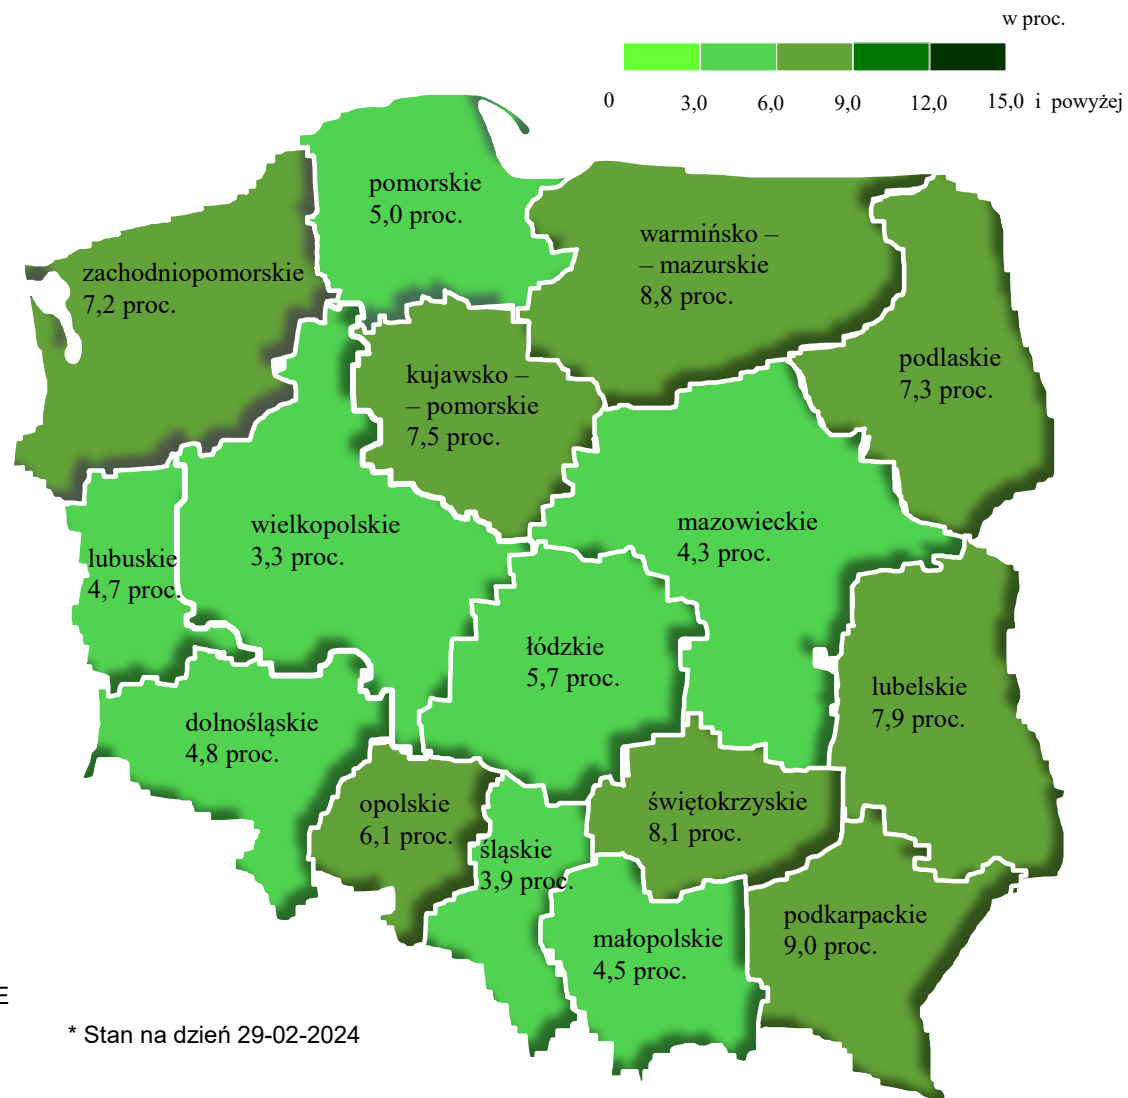 w proc.
0 3,0 6,0 9,0 12,0 15,0 i powyżej
pomorskie
5,0 proc.
warmińsko –
– mazurskie
8,8 proc.
zachodniopomorskie
7,2 proc.
podlaskie
7,3 proc.
kujawsko –
– pomorskie
7,5 proc.
wielkopolskie
3,3 proc.
mazowieckie
4,3 proc.
lubuskie
4,7 proc.
łódzkie
5,7 proc.
lubelskie
7,9 proc.
dolnośląskie
4,8 proc.
opolskie
6,1 proc.
świętokrzyskie
8,1 proc.
śląskie
3,9 proc.
podkarpackie
9,0 proc.
małopolskie
4,5 proc.
E
* Stan na dzień 29-02-2024